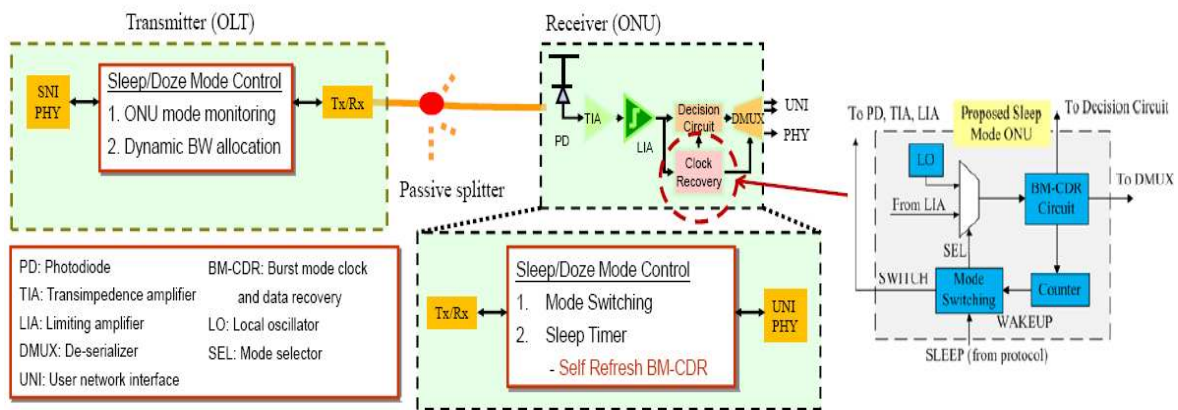 Transmitter (OLT)
SNI
PHY
Sleep/Doze Mode Control
1. ONU mode monitoring
2. Dynamic BW allocation
Tx/Rx
Passive splitter
Receiver (ONU)
PD
TIA
LIA
Decision
Circuit
DMUX
UNI
PHY
Clock
Recovery
Sleep/Doze Mode Control
1. Mode Switching
2. Sleep Timer
- Self Refresh BM-CDR
Tx/Rx
UNI
PHY
To PD, TIA, LIA
Proposed Sleep
Mode ONU
To Decision Circuit
LO
From LIA
BM-CDR
Circuit
To DMUX
SEL
SWITCH
Mode
Switching
Counter
WAKEUP
SLEEP (from protocol)
PD: Photodiode
TIA: Transimpedence amplifier
LIA: Limiting amplifier
DMUX: De-serializer
UNI: User network interface
BM-CDR: Burst mode clock
and data recovery
LO: Local oscillator
SEL: Mode selector